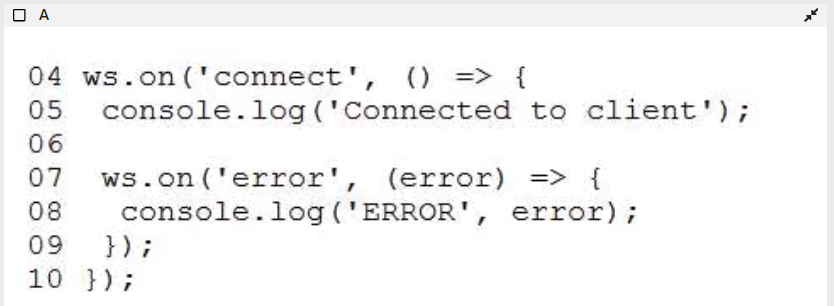 A
04 ws.on('connect', () => {
05  console.log('Connected to client');
06
07  ws.on('error', (error) => {
08   console.log('ERROR', error);
09  });
10 });